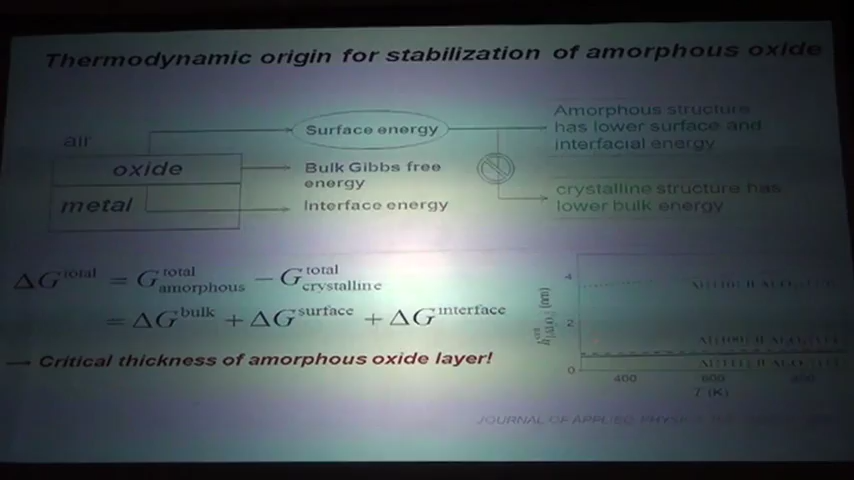 Thermodynamic origin for stabilization of amorphous oxide
air
oxide
metal
Surface energy
Bulk Gibbs free
energy
Interface energy
Amorphous structure
has lower surface and
interfacial energy
crystalline structure has
lower bulk energy
ΔG^total = G^total_amorphous − G^total_crystalline
= ΔG^bulk + ΔG^surface + ΔG^interface
→ Critical thickness of amorphous oxide layer!
4
2
0
400 600 800
T (K)
JOURNAL OF APPLIED